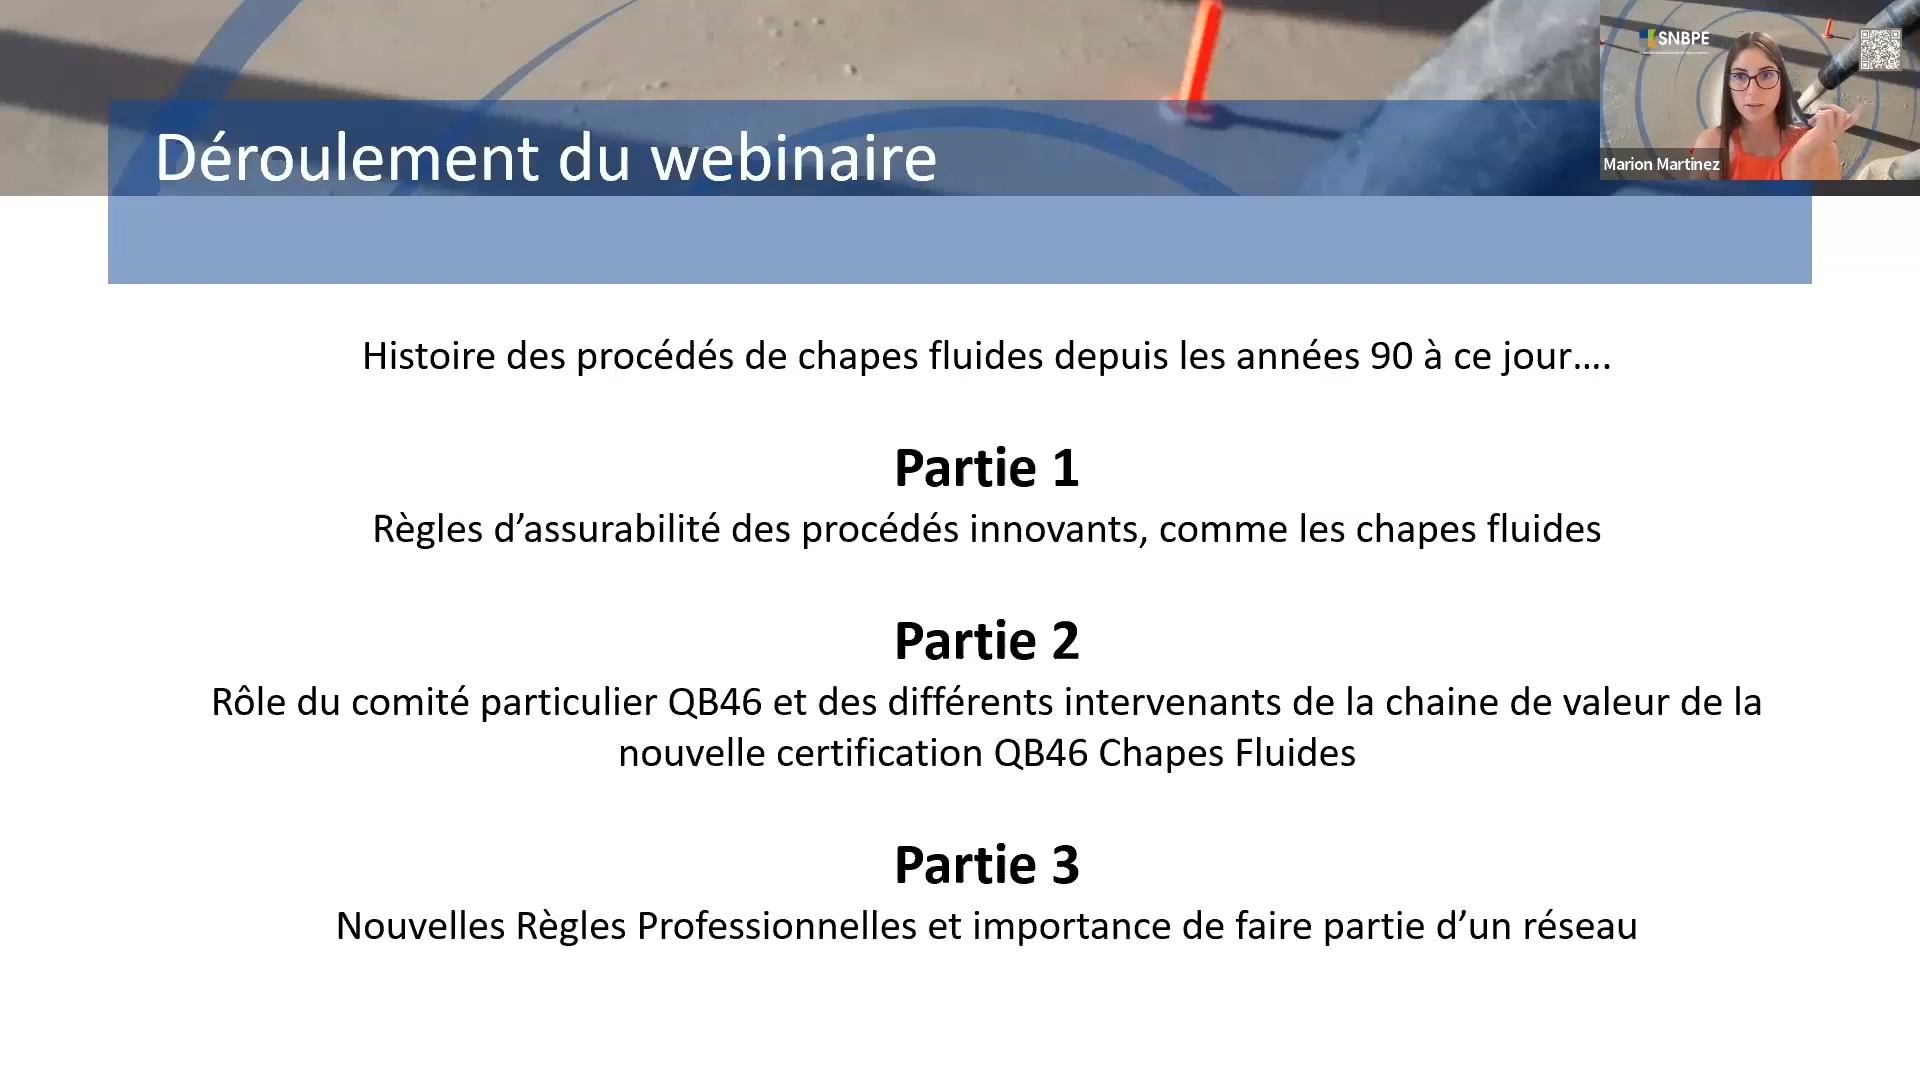 Déroulement du webinaire
SNBPE
Marion Martinez
Histoire des procédés de chapes fluides depuis les années 90 à ce jour….
Partie 1
Règles d’assurabilité des procédés innovants, comme les chapes fluides
Partie 2
Rôle du comité particulier QB46 et des différents intervenants de la chaine de valeur de la
nouvelle certification QB46 Chapes Fluides
Partie 3
Nouvelles Règles Professionnelles et importance de faire partie d’un réseau